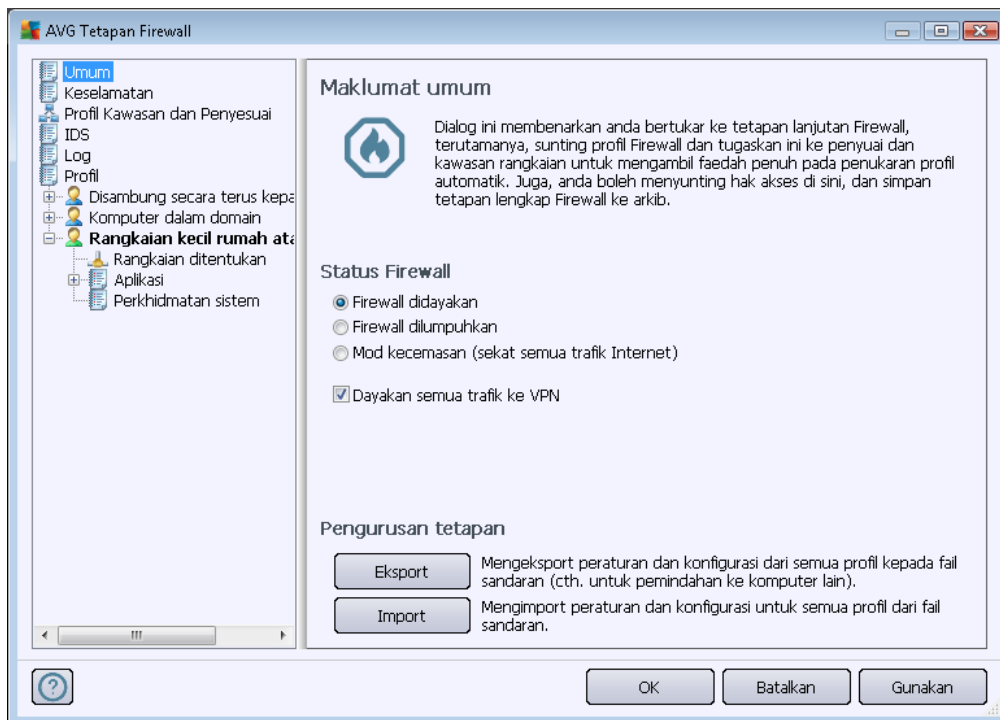 AVG Tetapan Firewall
Umum
Keselamatan
Profil Kawasan dan Penyesuai
IDS
Log
Profil
Disambung secara terus kepa
Komputer dalam domain
Rangkaian kecil rumah ata
Rangkaian ditentukan
Aplikasi
Perkhidmatan sistem
Maklumat umum
Dialog ini membenarkan anda bertukar ke tetapan lanjutan Firewall,
terutamanya, sunting profil Firewall dan tugaskan ini ke penyuai dan
kawasan rangkaian untuk mengambil faedah penuh pada penukaran profil
automatik. Juga, anda boleh menyunting hak akses di sini, dan simpan
tetapan lengkap Firewall ke arkib.
Status Firewall
Firewall didayakan
Firewall dilumpuhkan
Mod kecemasan (sekat semua trafik Internet)
Dayakan semua trafik ke VPN
Pengurusan tetapan
Eksport
Mengeksport peraturan dan konfigurasi dari semua profil kepada fail
sandaran (cth. untuk pemindahan ke komputer lain).
Import
Mengimport peraturan dan konfigurasi untuk semua profil dari fail
sandaran.
OK
Batalkan
Gunakan